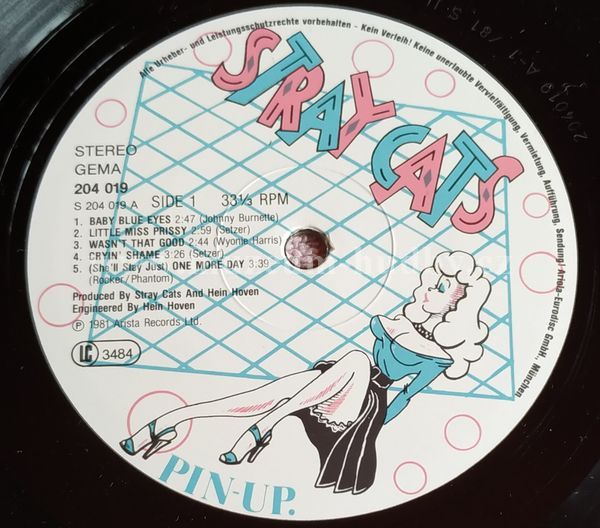 Alle Urheber- und Leistungsschutzrechte vorbehalten - Kein Verleih! Keine unerlaubte Vervielfältigung, Vermietung, Aufführung, Sendung! Ariola-Eurodisc GmbH., München
STRAY CATS
STEREO
GEMA
204 019
S 204 019 A SIDE 1 33⅓ RPM
1. BABY BLUE EYES 2:47 (Johnny Burnette)
2. LITTLE MISS PRISSY 2:59 (Setzer)
3. WASN'T THAT GOOD 2:44 (Wyonie Harris)
4. CRYIN' SHAME 3:26 (Setzer)
5. (She'll Stay Just) ONE MORE DAY 3:39
(Rocker/Phantom)
Produced By Stray Cats And Hein Hoven
Engineered By Hein Hoven
℗ 1981 Arista Records Ltd.
LC 3484
PIN-UP.